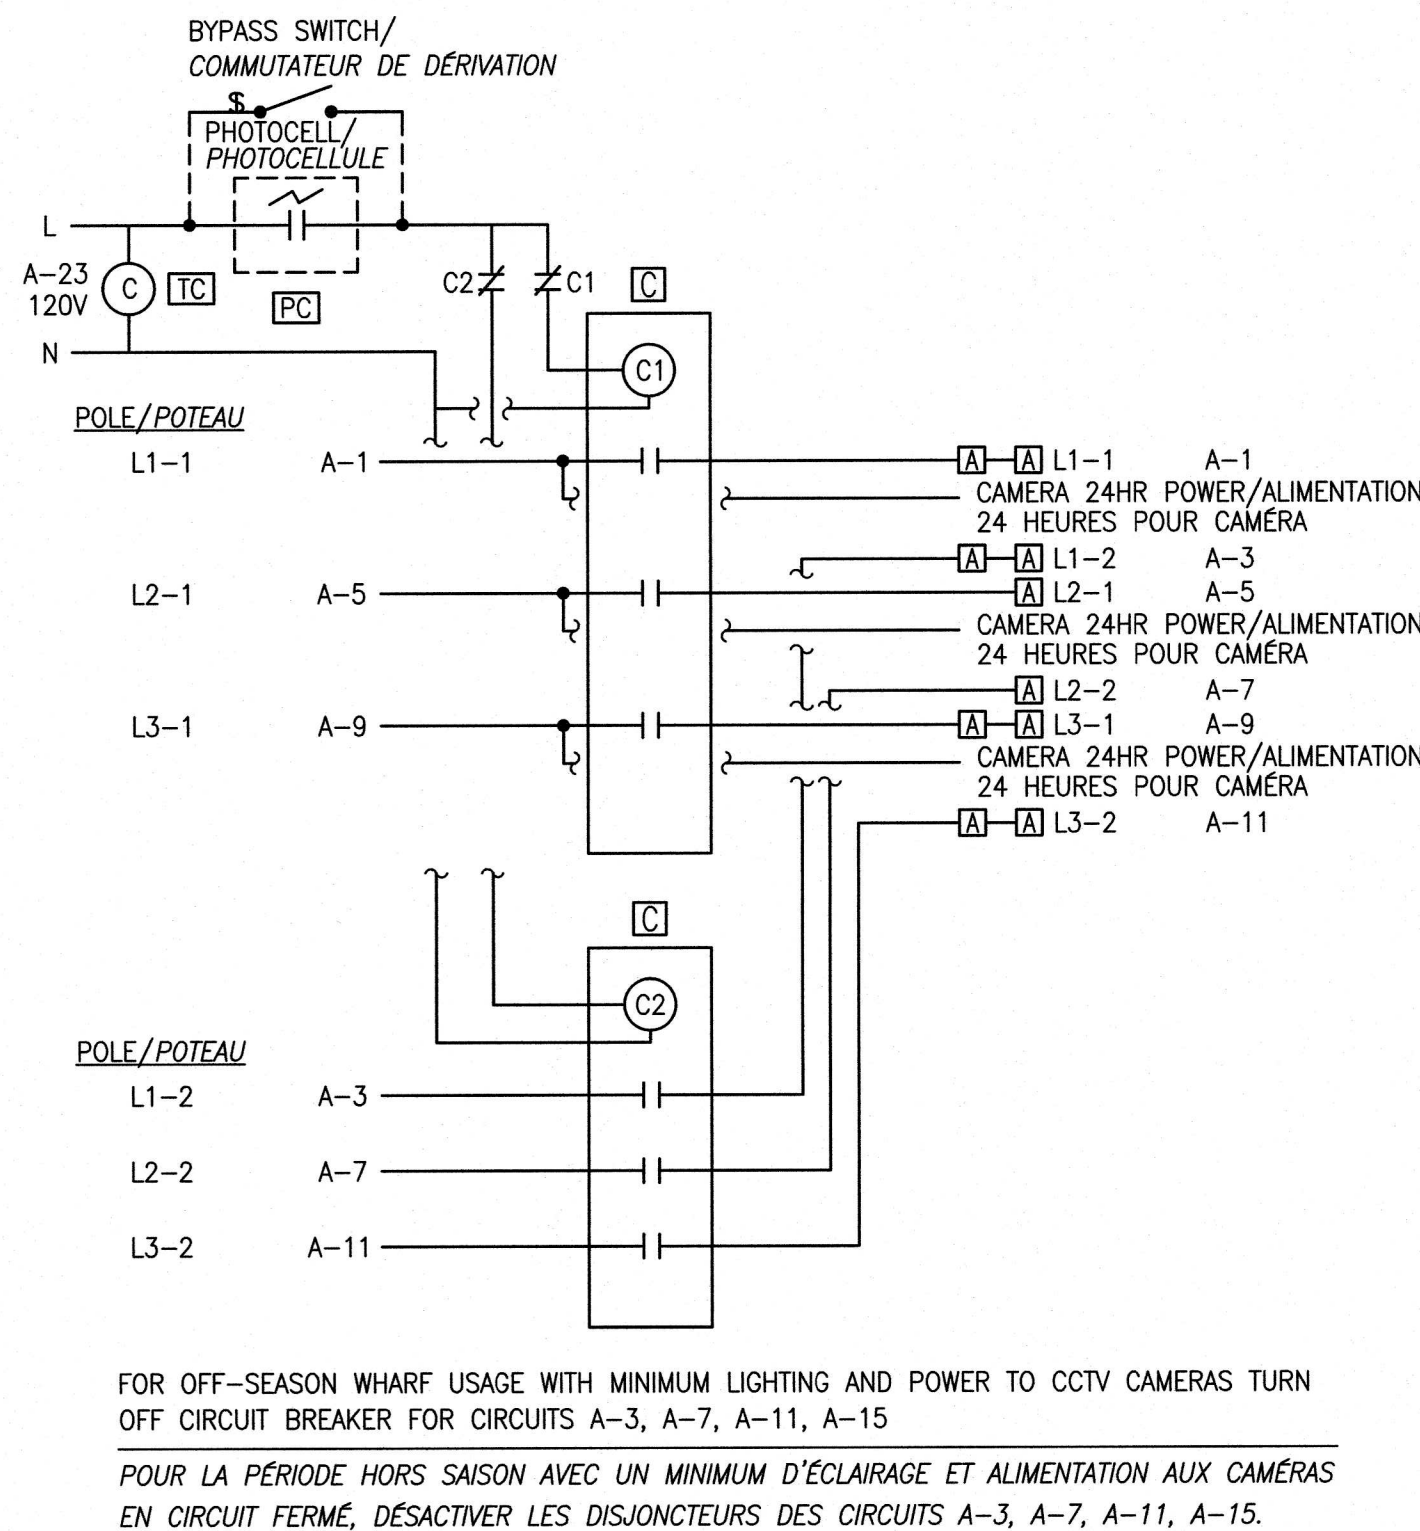 BYPASS SWITCH/
COMMUTATEUR DE DÉRIVATION
$
PHOTOCELL/
PHOTOCELLULE
L
A-23
120V
C
TC
PC
C2
C1
C
N
C1
POLE/POTEAU
L1-1 A-1
A A L1-1 A-1
CAMERA 24HR POWER/ALIMENTATION
24 HEURES POUR CAMÉRA
A A L1-2 A-3
L2-1 A-5
A L2-1 A-5
CAMERA 24HR POWER/ALIMENTATION
24 HEURES POUR CAMÉRA
A L2-2 A-7
L3-1 A-9
A A L3-1 A-9
CAMERA 24HR POWER/ALIMENTATION
24 HEURES POUR CAMÉRA
A A L3-2 A-11
C
C2
POLE/POTEAU
L1-2 A-3
L2-2 A-7
L3-2 A-11
FOR OFF-SEASON WHARF USAGE WITH MINIMUM LIGHTING AND POWER TO CCTV CAMERAS TURN
OFF CIRCUIT BREAKER FOR CIRCUITS A-3, A-7, A-11, A-15
POUR LA PÉRIODE HORS SAISON AVEC UN MINIMUM D'ÉCLAIRAGE ET ALIMENTATION AUX CAMÉRAS
EN CIRCUIT FERMÉ, DÉSACTIVER LES DISJONCTEURS DES CIRCUITS A-3, A-7, A-11, A-15.